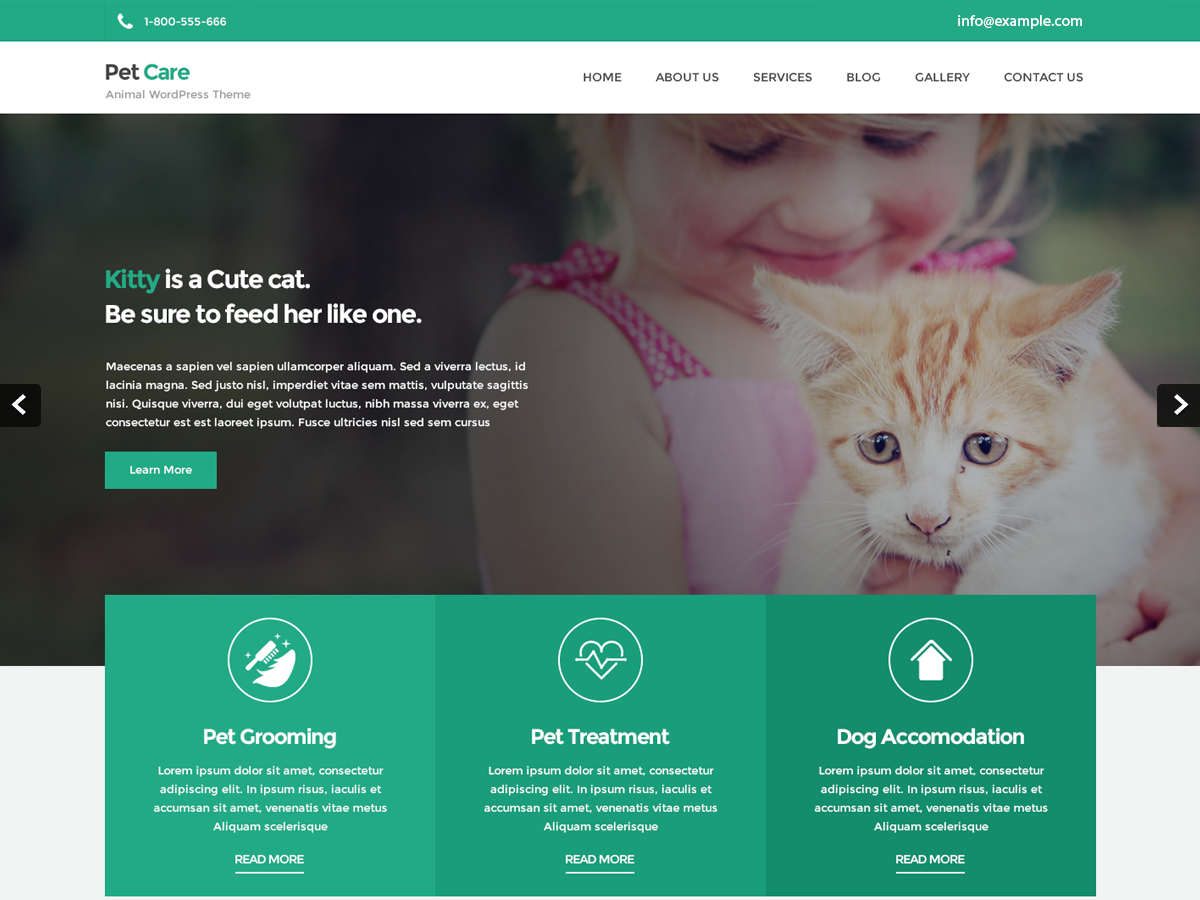 1-800-555-666
info@example.com
Pet Care
Animal WordPress Theme
HOME
ABOUT US
SERVICES
BLOG
GALLERY
CONTACT US
Kitty is a Cute cat.
Be sure to feed her like one.
Maecenas a sapien vel sapien ullamcorper aliquam. Sed a viverra lectus, id
lacinia magna. Sed justo nisl, imperdiet vitae sem mattis, vulputate sagittis
nisi. Quisque viverra, dui eget volutpat luctus, nibh massa viverra ex, eget
consectetur est est laoreet ipsum. Fusce ultricies nisl sed sem cursus
Learn More
Pet Grooming
Lorem ipsum dolor sit amet, consectetur
adipiscing elit. In ipsum risus, iaculis et
accumsan sit amet, venenatis vitae metus
Aliquam scelerisque
READ MORE
Pet Treatment
Lorem ipsum dolor sit amet, consectetur
adipiscing elit. In ipsum risus, iaculis et
accumsan sit amet, venenatis vitae metus
Aliquam scelerisque
READ MORE
Dog Accomodation
Lorem ipsum dolor sit amet, consectetur
adipiscing elit. In ipsum risus, iaculis et
accumsan sit amet, venenatis vitae metus
Aliquam scelerisque
READ MORE